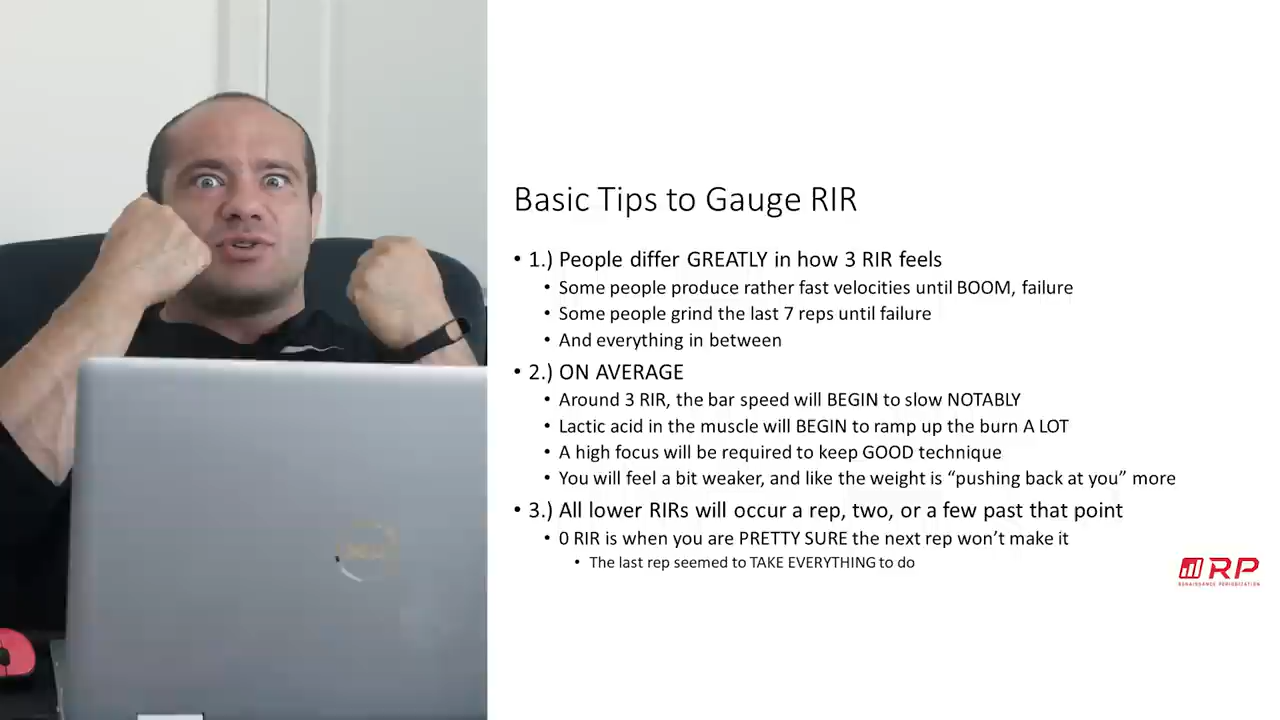 Basic Tips to Gauge RIR
• 1.) People differ GREATLY in how 3 RIR feels
• Some people produce rather fast velocities until BOOM, failure
• Some people grind the last 7 reps until failure
• And everything in between
• 2.) ON AVERAGE
• Around 3 RIR, the bar speed will BEGIN to slow NOTABLY
• Lactic acid in the muscle will BEGIN to ramp up the burn A LOT
• A high focus will be required to keep GOOD technique
• You will feel a bit weaker, and like the weight is “pushing back at you” more
• 3.) All lower RIRs will occur a rep, two, or a few past that point
• 0 RIR is when you are PRETTY SURE the next rep won’t make it
• The last rep seemed to TAKE EVERYTHING to do
RP
RENAISSANCE PERIODIZATION